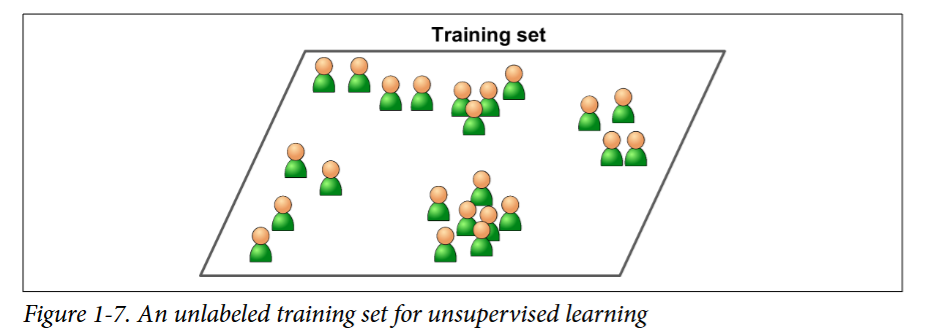 Training set
Figure 1-7. An unlabeled training set for unsupervised learning